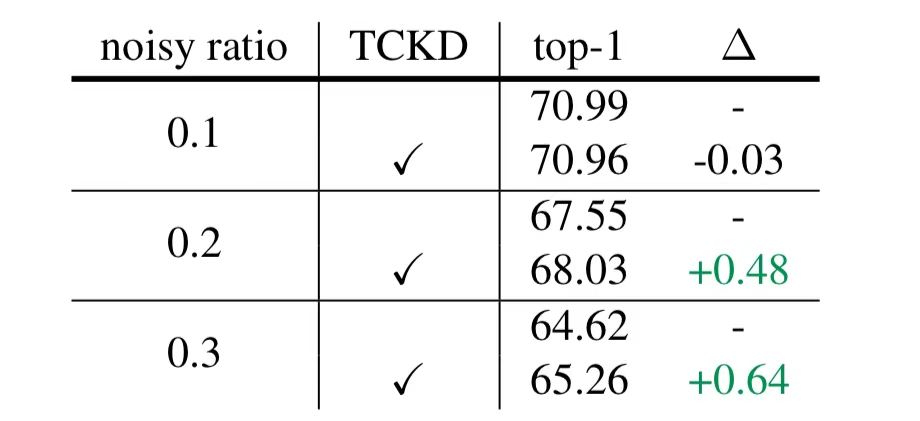 noisy ratio TCKD top-1 Δ
0.1 70.99 -
✓ 70.96 -0.03
0.2 67.55 -
✓ 68.03 +0.48
0.3 64.62 -
✓ 65.26 +0.64